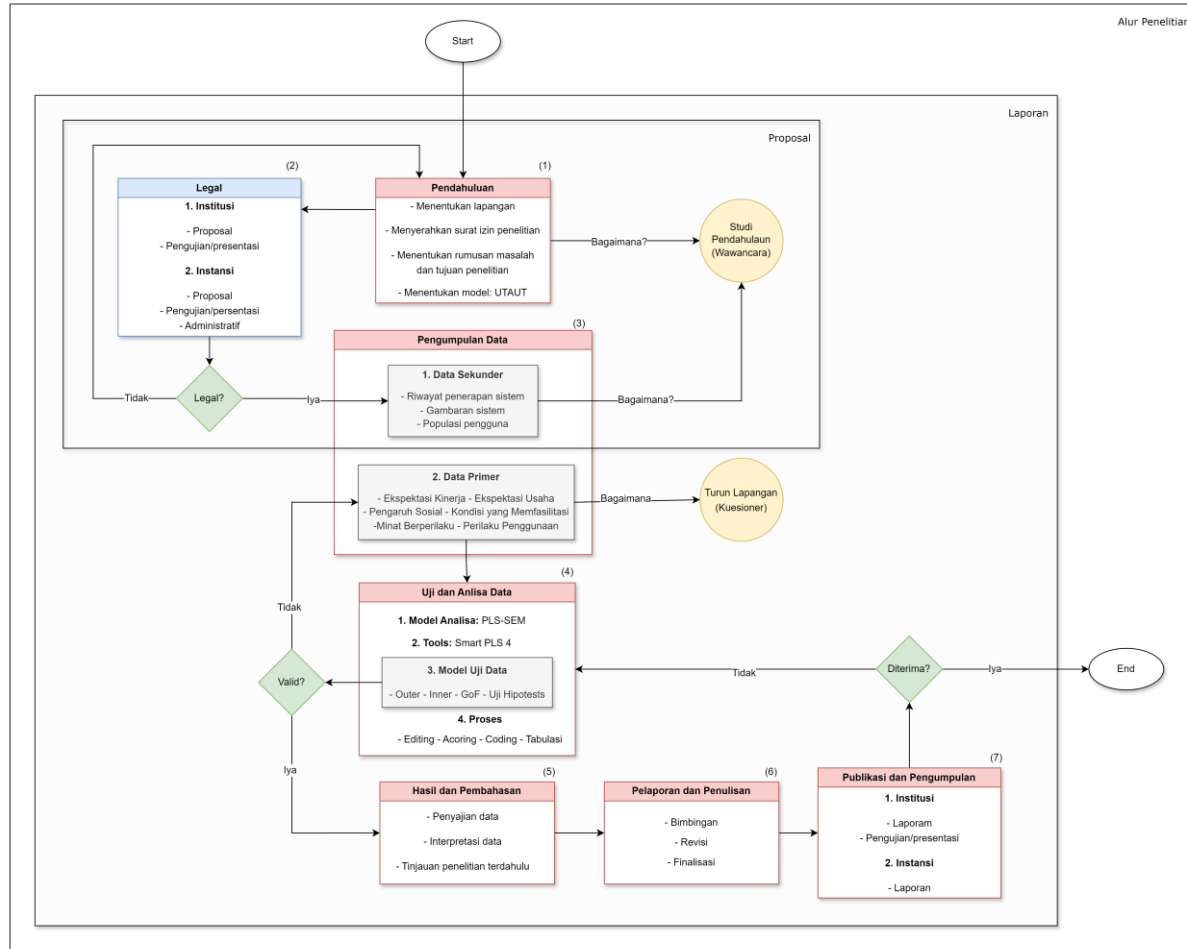 Alur Penelitian
Start
Laporan
Proposal
(1)
Pendahuluan
- Menentukan lapangan
- Menyerahkan surat izin penelitian
- Menentukan rumusan masalah
dan tujuan penelitian
- Menentukan model: UTAUT
(2)
Legal
1. Institusi
- Proposal
- Pengujian/presentasi
2. Instansi
- Proposal
- Pengujian/persentasi
- Administratif
Bagaimana?
Studi
Pendahulaun
(Wawancara)
Legal?
Tidak
Iya
(3)
Pengumpulan Data
1. Data Sekunder
- Riwayat penerapan sistem
- Gambaran sistem
- Populasi pengguna
Bagaimana?
2. Data Primer
- Ekspektasi Kinerja - Ekspektasi Usaha
- Pengaruh Sosial - Kondisi yang Memfasilitasi
-Minat Berperilaku - Perilaku Penggunaan
Bagaimana
Turun Lapangan
(Kuesioner)
(4)
Uji dan Anlisa Data
1. Model Analisa: PLS-SEM
2. Tools: Smart PLS 4
3. Model Uji Data
- Outer - Inner - GoF - Uji Hipotests
4. Proses
- Editing - Acoring - Coding - Tabulasi
Valid?
Tidak
Iya
(5)
Hasil dan Pembahasan
- Penyajian data
- Interpretasi data
- Tinjauan penelitian terdahulu
(6)
Pelaporan dan Penulisan
- Bimbingan
- Revisi
- Finalisasi
(7)
Publikasi dan Pengumpulan
1. Institusi
- Laporam
- Pengujian/presentasi
2. Instansi
- Laporan
Diterima?
Tidak
Iya
End